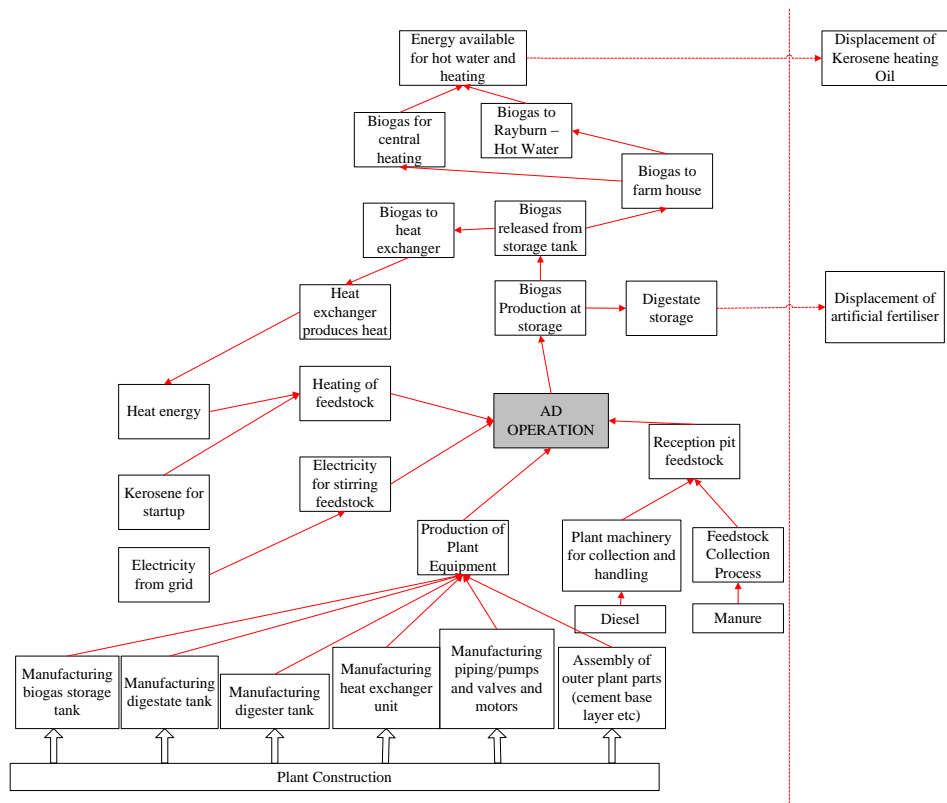 Energy available
for hot water and
heating
Displacement of
Kerosene heating
Oil
Biogas for
central
heating
Biogas to
Rayburn –
Hot Water
Biogas to
farm house
Biogas to
heat
exchanger
Biogas
released from
storage tank
Heat
exchanger
produces heat
Biogas
Production at
storage
Digestate
storage
Displacement of
artificial fertiliser
Heat energy
Heating of
feedstock
AD
OPERATION
Reception pit
feedstock
Kerosene for
startup
Electricity
for stirring
feedstock
Electricity
from grid
Production of
Plant
Equipment
Plant machinery
for collection and
handling
Feedstock
Collection
Process
Diesel
Manure
Manufacturing
biogas storage
tank
Manufacturing
digestate tank
Manufacturing
digester tank
Manufacturing
heat exchanger
unit
Manufacturing
piping/pumps
and valves and
motors
Assembly of
outer plant parts
(cement base
layer etc)
Plant Construction